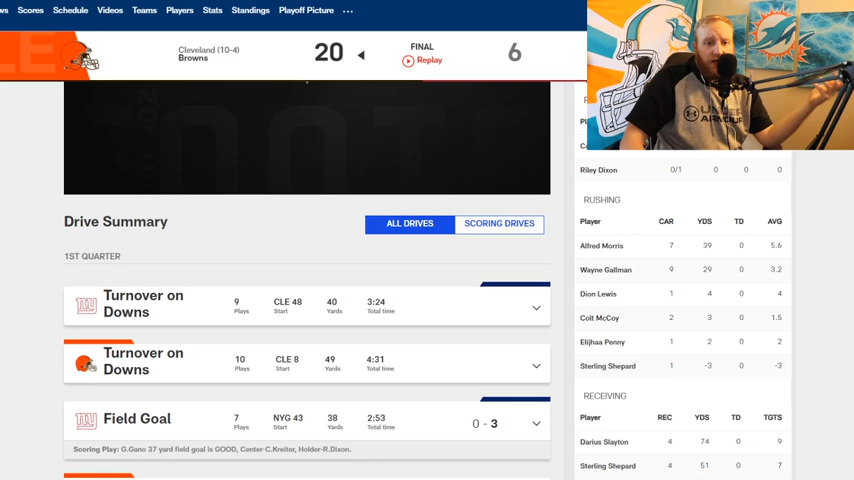 ws Scores Schedule Videos Teams Players Stats Standings Playoff Picture ...
Cleveland (10-4)
Browns
20
FINAL
Replay
6
UNDER
ARMOUR
Riley Dixon 0/1 0 0 0
Drive Summary
ALL DRIVES SCORING DRIVES
1ST QUARTER
Turnover on
Downs
9 CLE 48 40 3:24
Plays Start Yards Total time
Turnover on
Downs
10 CLE 8 49 4:31
Plays Start Yards Total time
Field Goal
7 NYG 43 38 2:53
Plays Start Yards Total time
0 - 3
Scoring Play: G.Gano 37 yard field goal is GOOD, Center-C.Kreiter, Holder-R.Dixon.
RUSHING
Player CAR YDS TD AVG
Alfred Morris 7 39 0 5.6
Wayne Gallman 9 29 0 3.2
Dion Lewis 1 4 0 4
Colt McCoy 2 3 0 1.5
Elijhaa Penny 1 2 0 2
Sterling Shepard 1 -3 0 -3
RECEIVING
Player REC YDS TD TGTS
Darius Slayton 4 74 0 9
Sterling Shepard 4 51 0 7